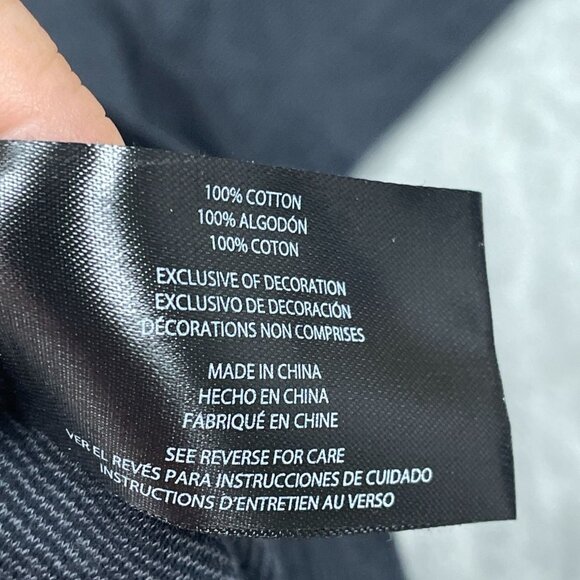 100% COTTON
100% ALGODÓN
100% COTON
EXCLUSIVE OF DECORATION
EXCLUSIVO DE DECORACIÓN
DÉCORATIONS NON COMPRISES
MADE IN CHINA
HECHO EN CHINA
FABRIQUÉ EN CHINE
SEE REVERSE FOR CARE
VER EL REVÉS PARA INSTRUCCIONES DE CUIDADO
INSTRUCTIONS D'ENTRETIEN AU VERSO